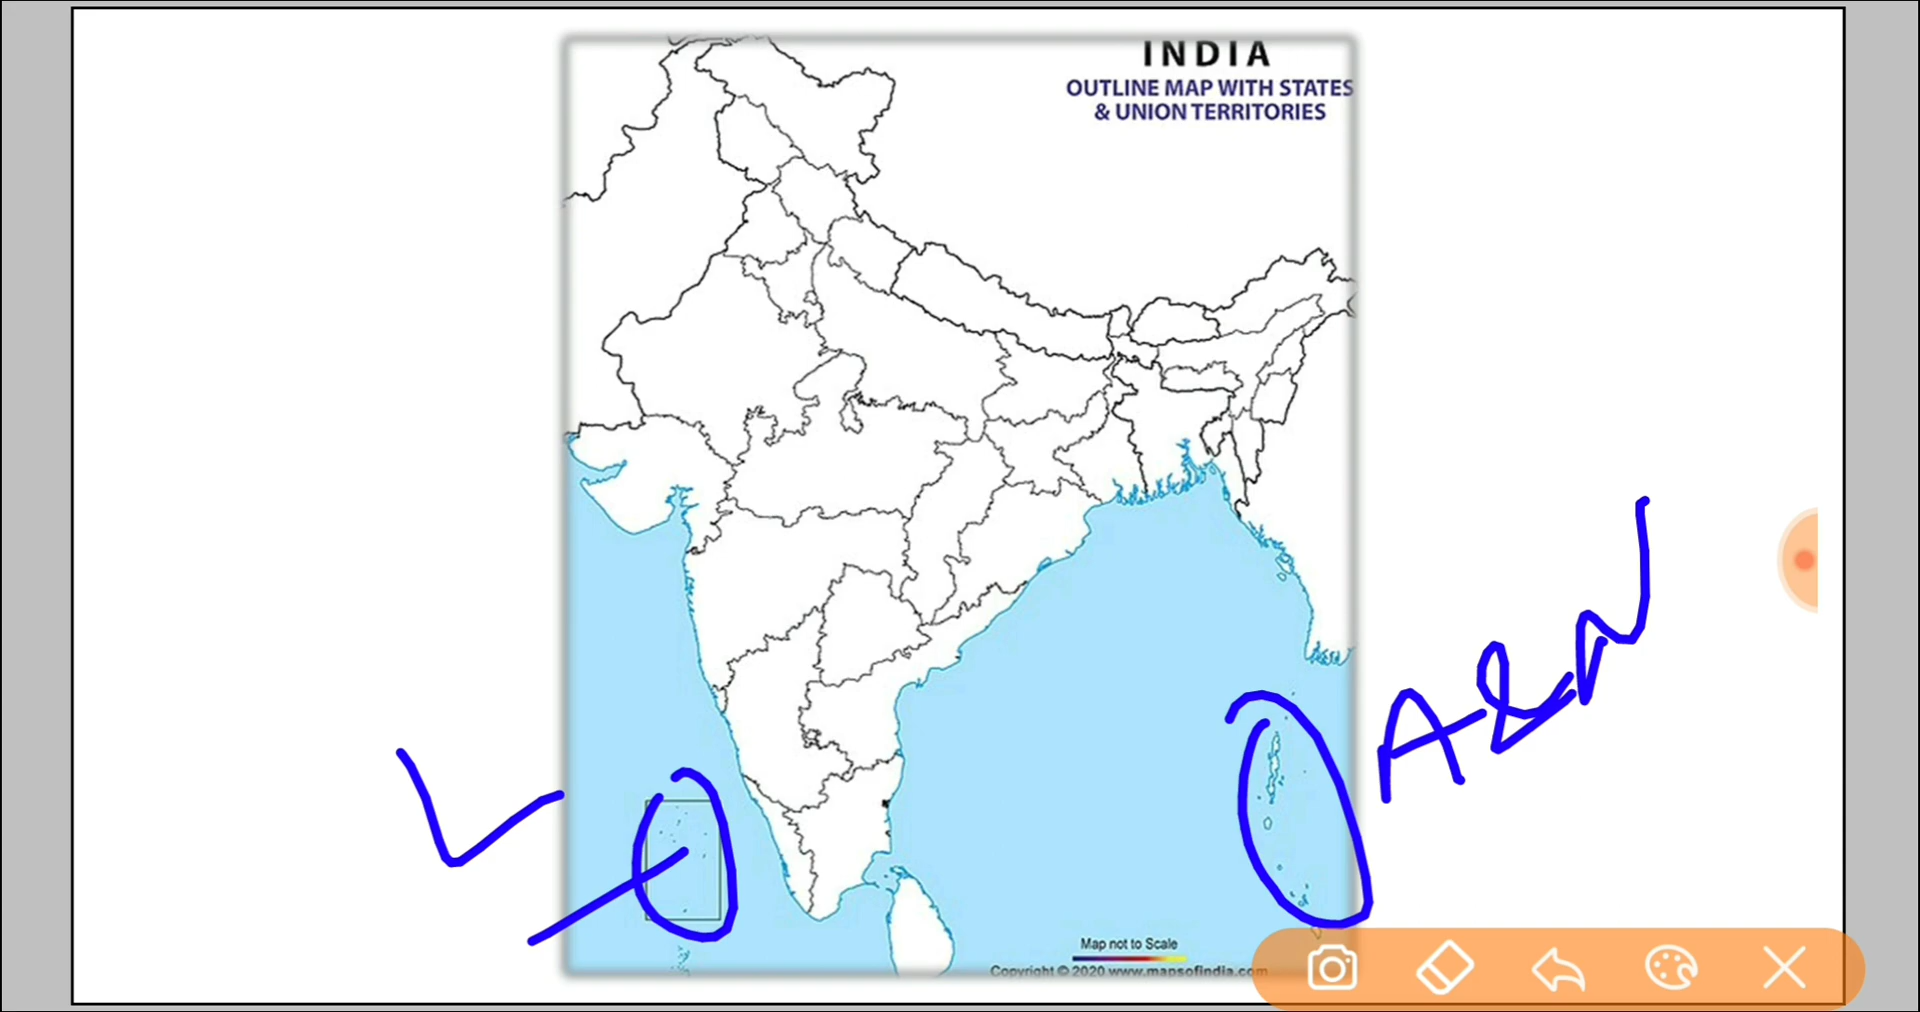 INDIA
OUTLINE MAP WITH STATES
& UNION TERRITORIES
A&N
L
Map not to Scale
Copyright © 2020 www.mapsofindia.com